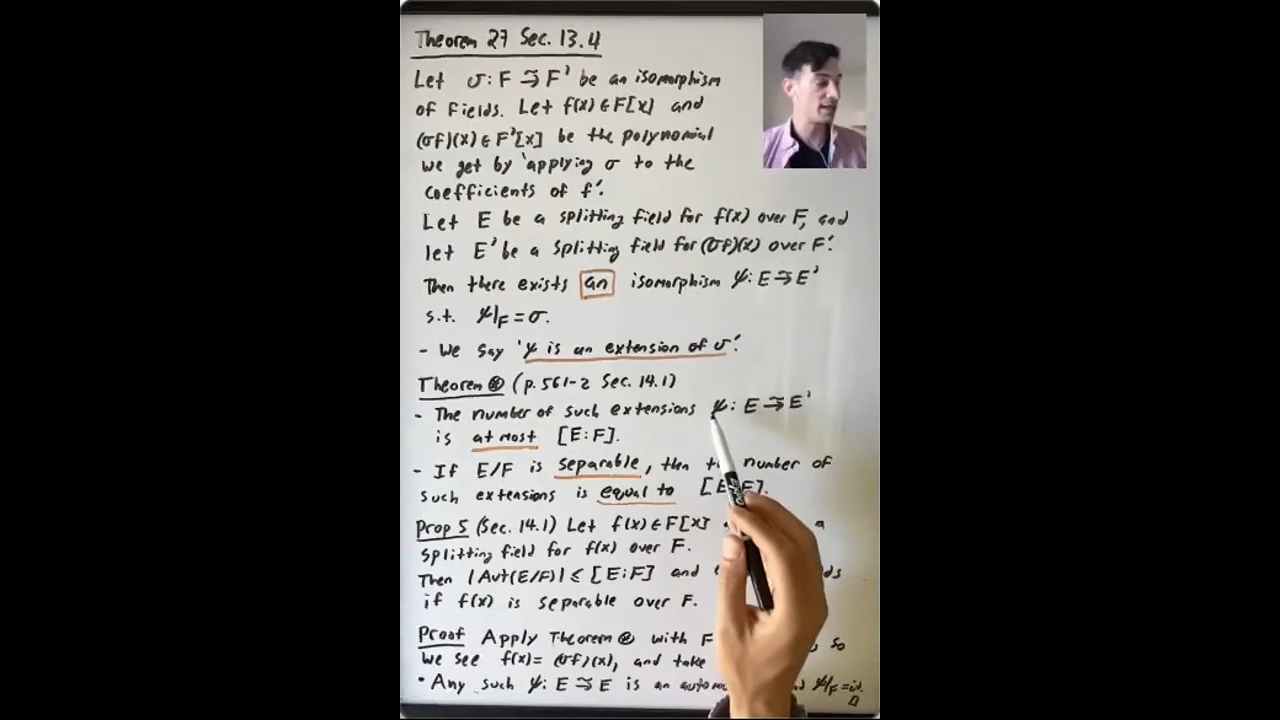 Theorem 27 Sec. 13.4
Let σ: F ⥲ F' be an isomorphism
of fields. Let f(x) ∈ F[x] and
(σf)(x) ∈ F'[x] be the polynomial
we get by 'applying σ to the
coefficients of f'.
Let E be a splitting field for f(x) over F, and
let E' be a splitting field for (σf)(x) over F'.
Then there exists an isomorphism ψ: E ⥲ E'
s.t. ψ|F = σ.
- We say 'ψ is an extension of σ'.
Theorem ⊛ (p. 561-2 Sec. 14.1)
- The number of such extensions ψ: E ⥲ E'
is at most [E:F].
- If E/F is separable, then the number of
such extensions is equal to [E:F].
Prop 5 (Sec. 14.1) Let f(x) ∈ F[x] a
splitting field for f(x) over F.
Then |Aut(E/F)| ≤ [E:F] and
if f(x) is separable over F.
Proof Apply Theorem ⊛ with F so
we see f(x) = (σf)(x), and take
• Any such ψ: E ⥲ E is an ψ|F = id.
□